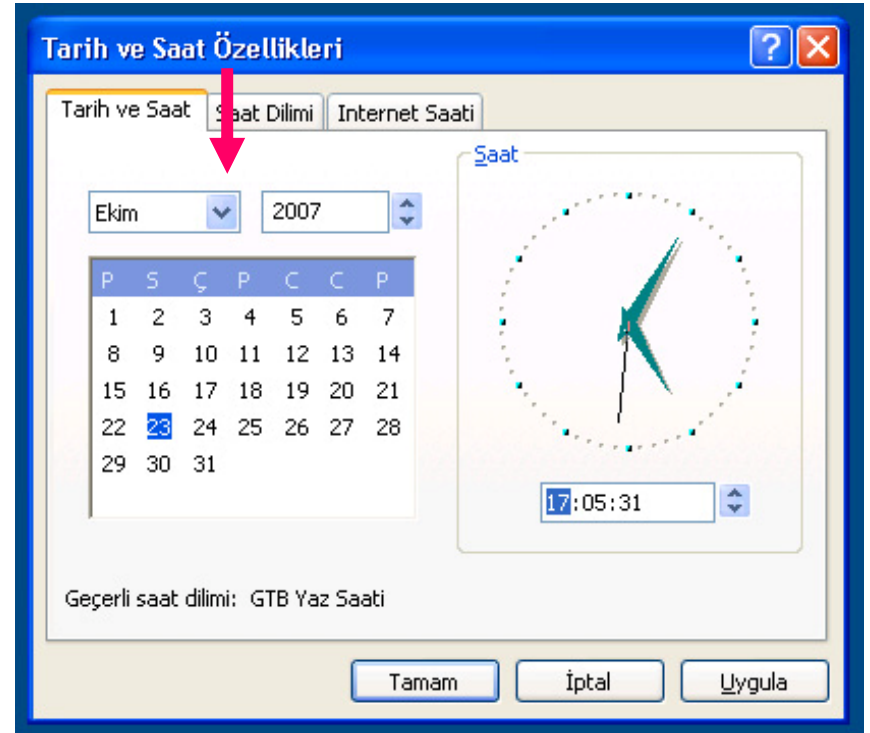 Tarih ve Saat Özellikleri
Tarih ve Saat Saat Dilimi Internet Saati
Saat
Ekim 2007
P S Ç P C C P
1 2 3 4 5 6 7
8 9 10 11 12 13 14
15 16 17 18 19 20 21
22 23 24 25 26 27 28
29 30 31
17:05:31
Geçerli saat dilimi: GTB Yaz Saati
Tamam İptal Uygula